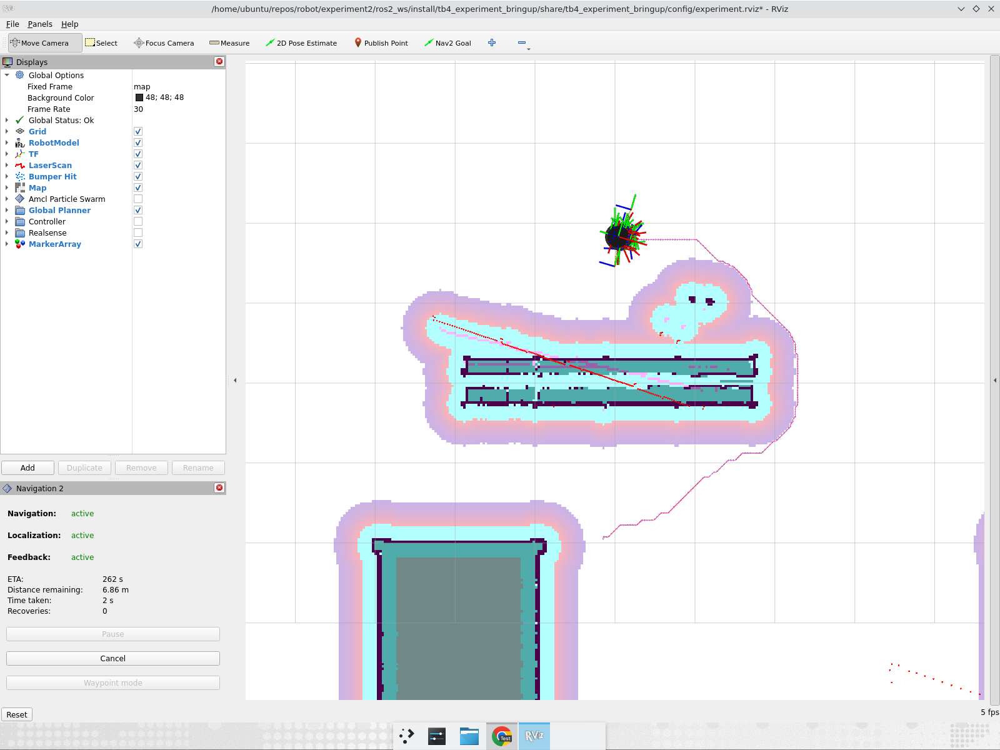 /home/ubuntu/repos/robot/experiment2/ros2_ws/install/tb4_experiment_bringup/share/tb4_experiment_bringup/config/experiment.rviz* - RViz
File Panels Help
Move Camera Select Focus Camera Measure 2D Pose Estimate Publish Point Nav2 Goal
Displays
Global Options
Fixed Frame map
Background Color 48; 48; 48
Frame Rate 30
Global Status: Ok
Grid
RobotModel
TF
LaserScan
Bumper Hit
Map
Amcl Particle Swarm
Global Planner
Controller
Realsense
MarkerArray
Add Duplicate Remove Rename
Navigation 2
Navigation: active
Localization: active
Feedback: active
ETA: 262 s
Distance remaining: 6.86 m
Time taken: 2 s
Recoveries: 0
Pause
Cancel
Waypoint mode
Reset
5 fps
Test
RViz